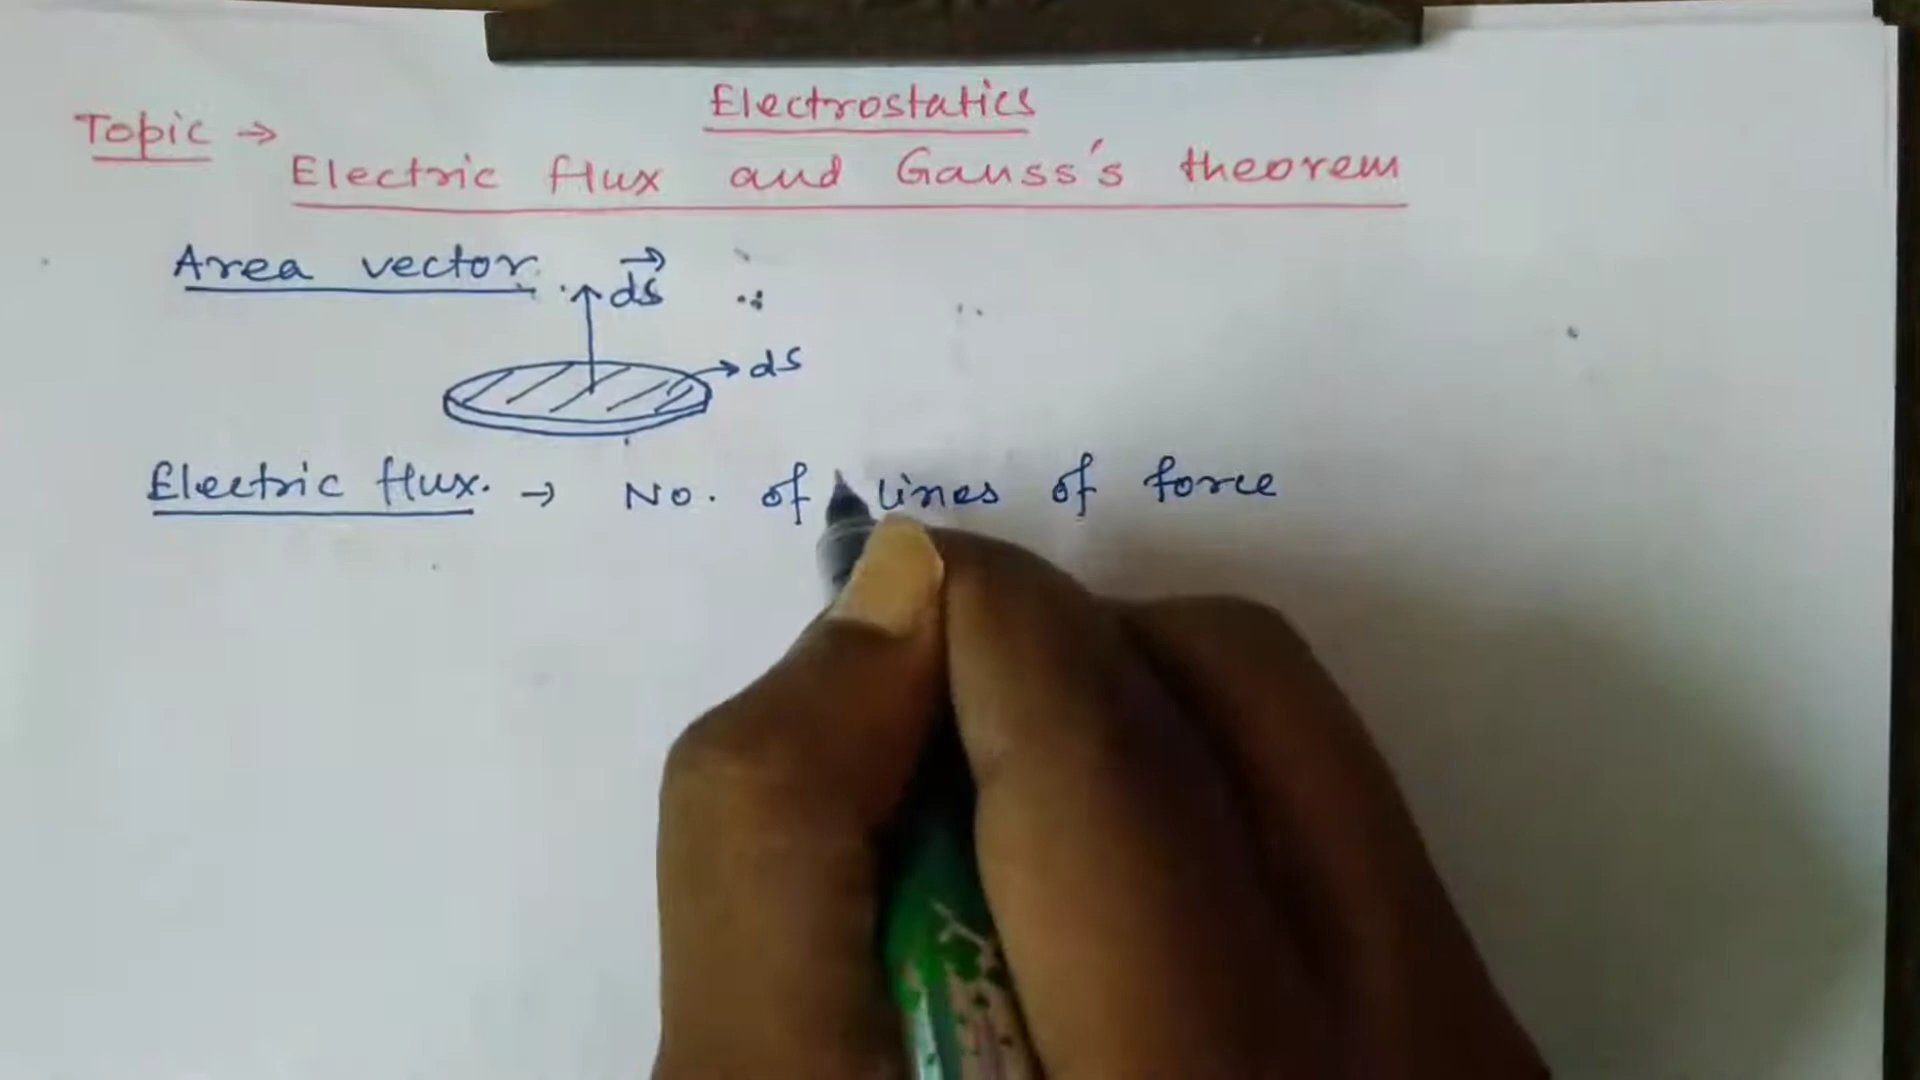 Electrostatics
Topic →
Electric flux and Gauss's theorem
Area vector
ds
ds
Electric flux. → No. of lines of force